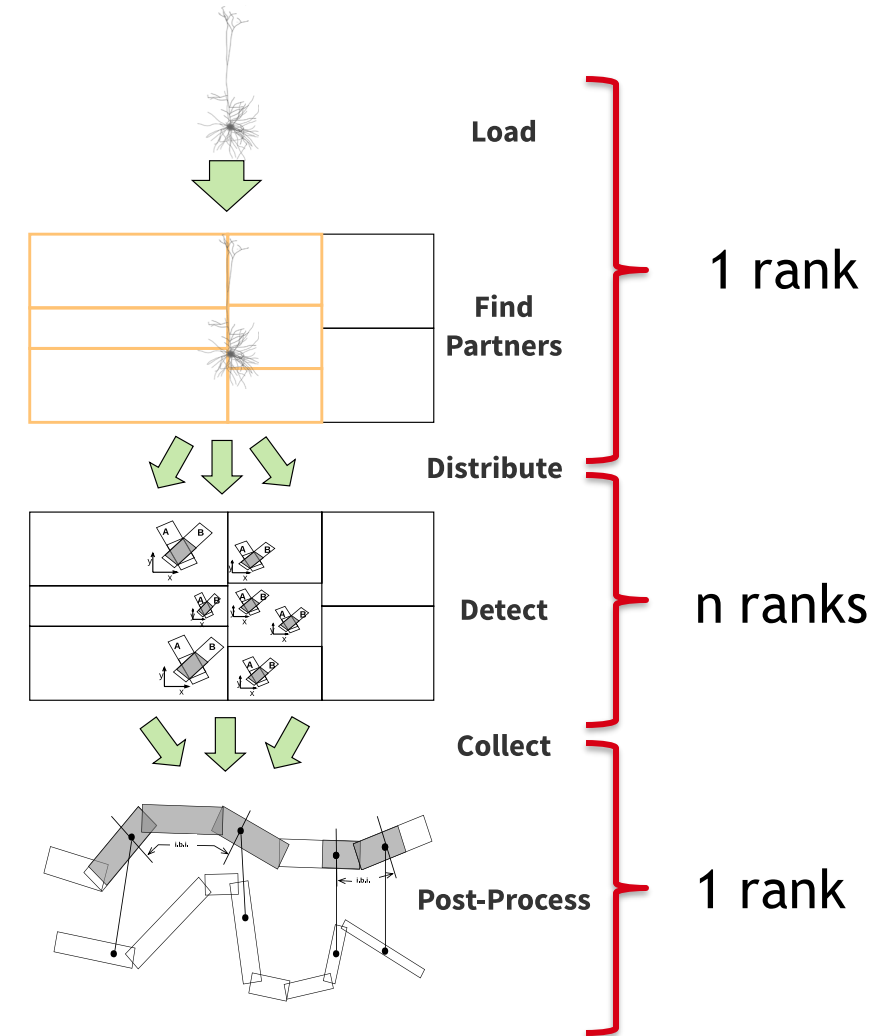 Load
1 rank
Find
Partners
Distribute
A B
y
x
A B
y
x
A B
y
x
A B
y
x
A B
y
x
A B
y
x
A B
y
x
Detect
n ranks
Collect
i.b.i.
i.b.i.
Post-Process
1 rank